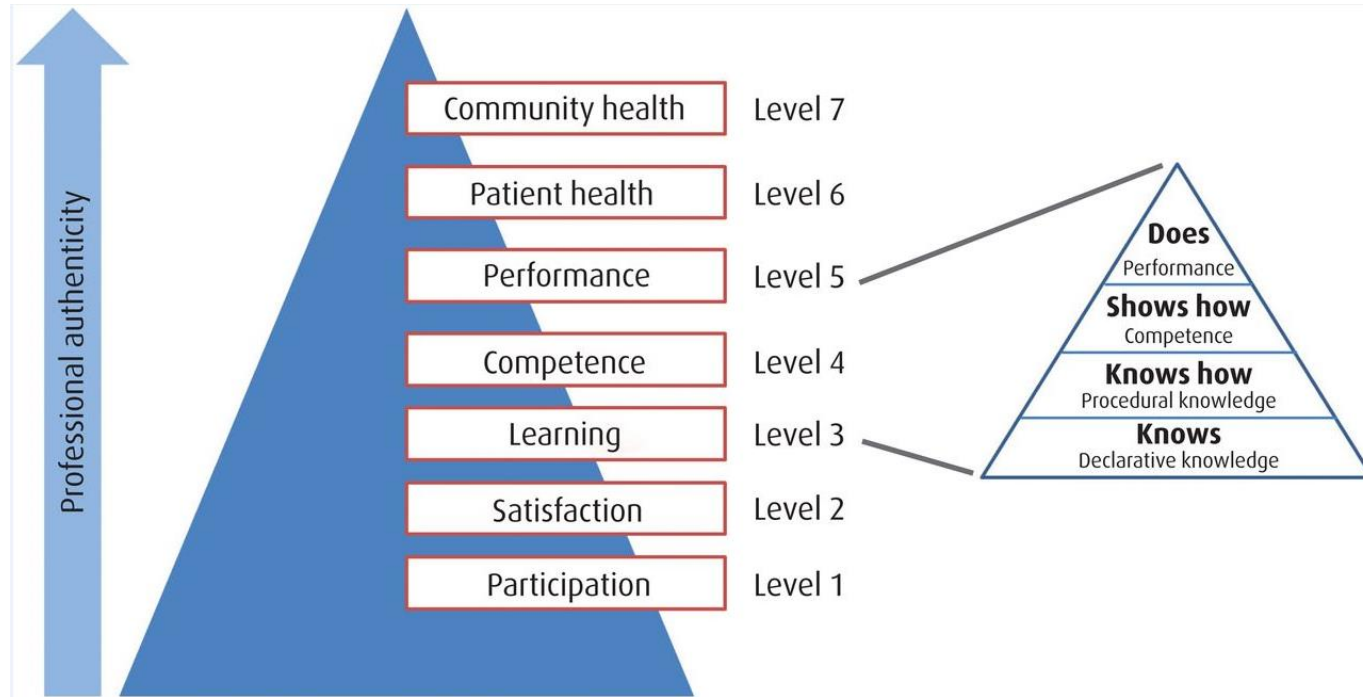 Professional authenticity
Community health
Level 7
Patient health
Level 6
Performance
Level 5
Competence
Level 4
Learning
Level 3
Satisfaction
Level 2
Participation
Level 1
Does
Performance
Shows how
Competence
Knows how
Procedural knowledge
Knows
Declarative knowledge